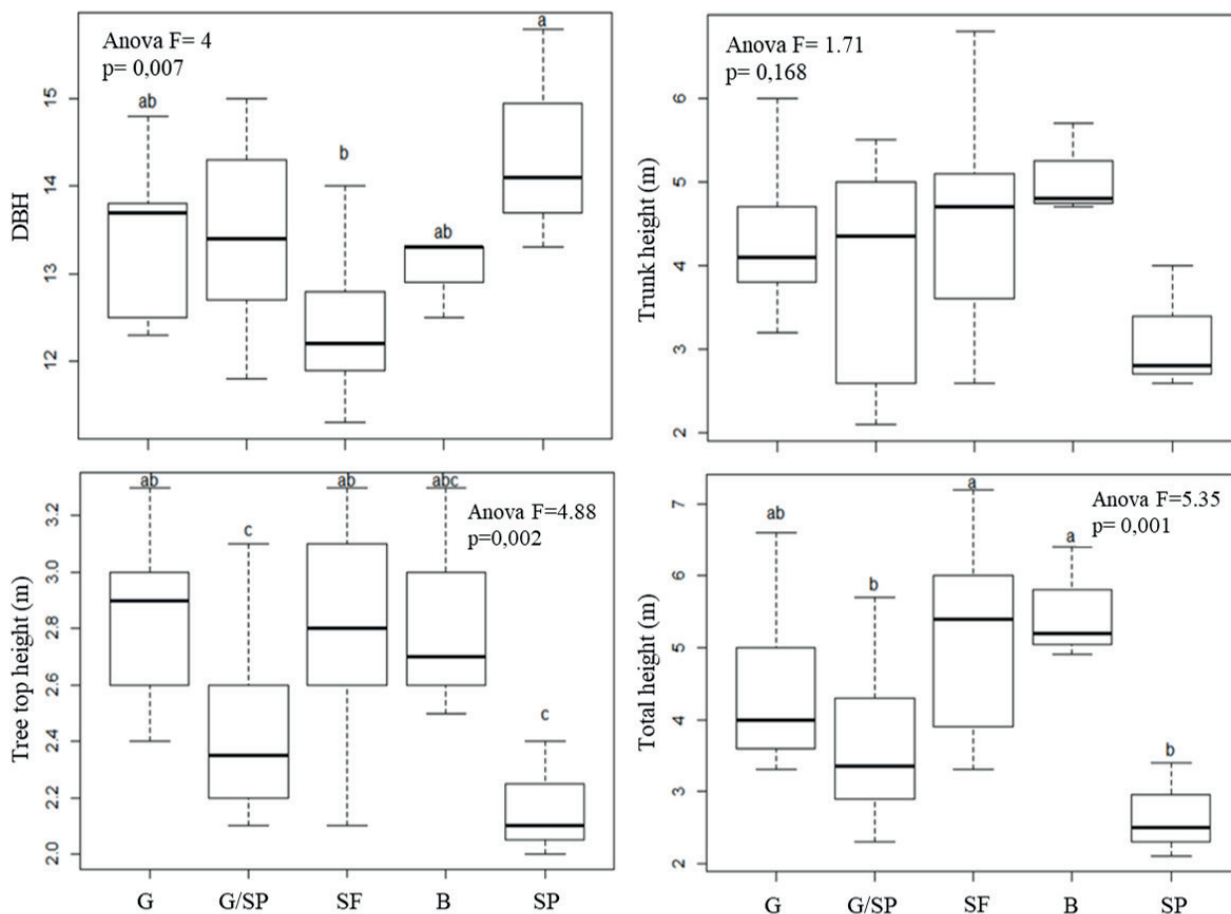 Anova F= 4
p= 0,007
a
ab
b
ab
DBH
15
14
13
12
Anova F= 1.71
p= 0,168
Trunk height (m)
6
5
4
3
2
ab
ab
abc
Anova F=4.88
p=0,002
c
c
Tree top height (m)
3.2
3.0
2.8
2.6
2.4
2.2
2.0
G
G/SP
SF
B
SP
a
Anova F=5.35
p= 0,001
ab
a
b
b
Total height (m)
7
6
5
4
3
2
G
G/SP
SF
B
SP